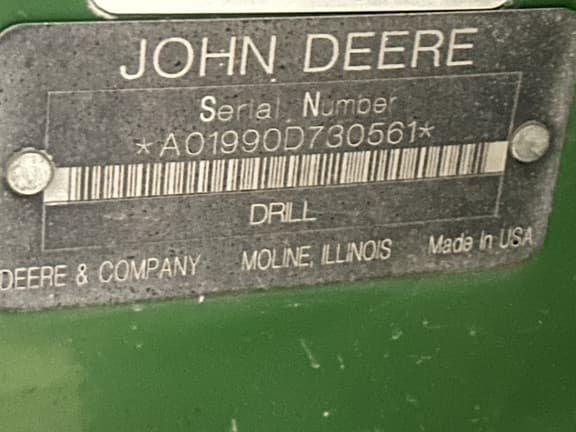 JOHN DEERE
Serial Number
*A01990D730561*
DRILL
DEERE & COMPANY MOLINE, ILLINOIS Made In USA